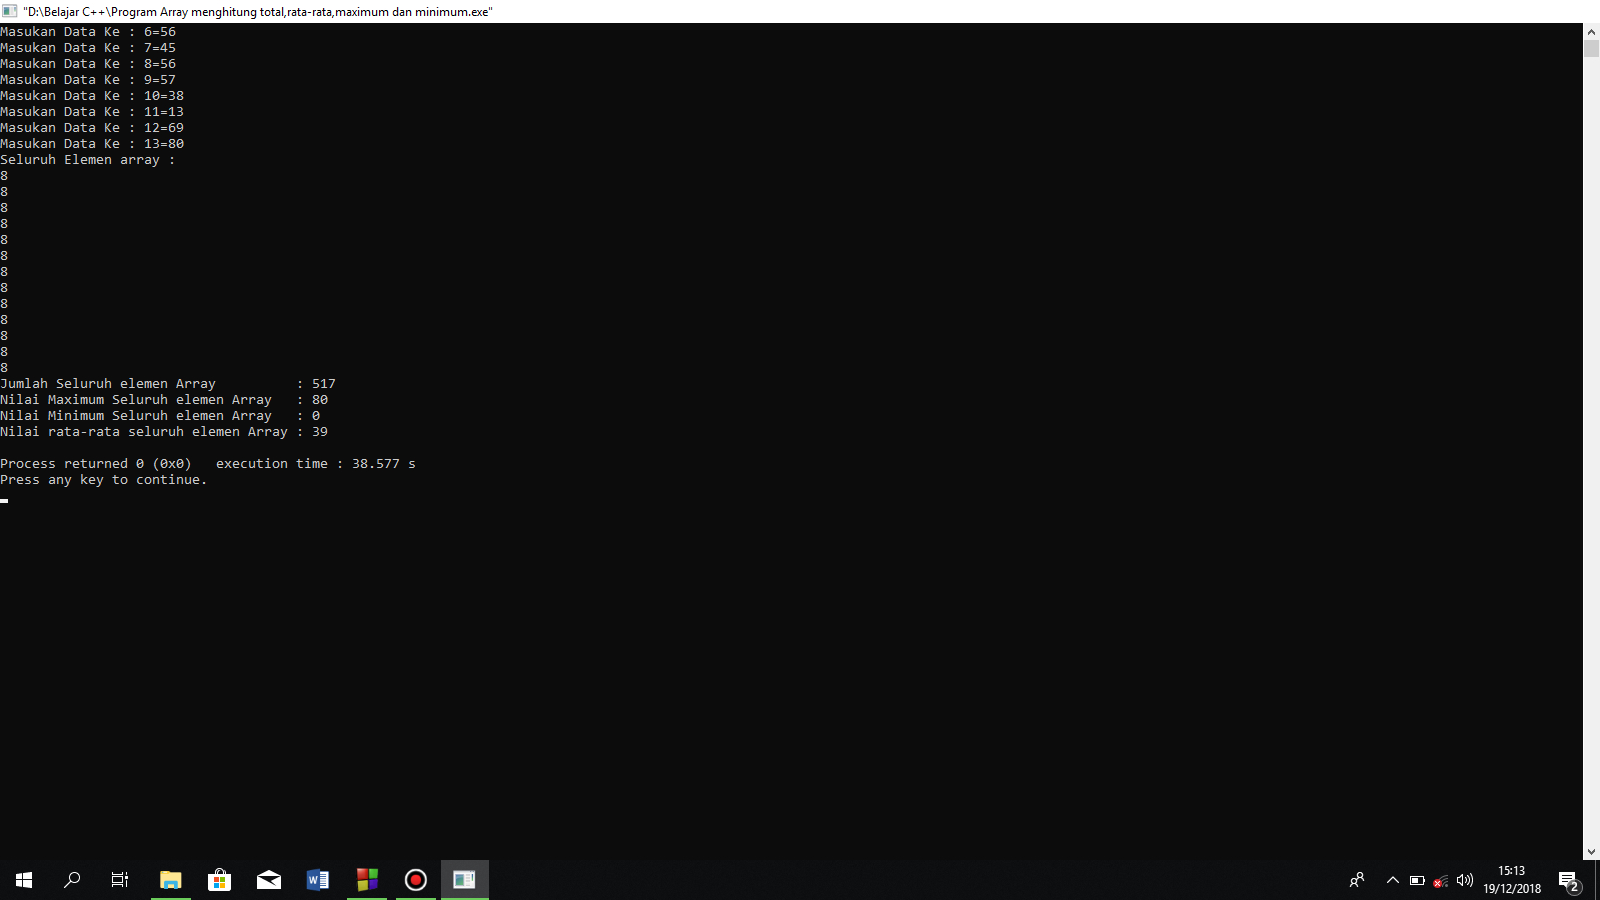 "D:\Belajar C++\Program Array menghitung total,rata-rata,maximum dan minimum.exe"
Masukan Data Ke : 6=56
Masukan Data Ke : 7=45
Masukan Data Ke : 8=56
Masukan Data Ke : 9=57
Masukan Data Ke : 10=38
Masukan Data Ke : 11=13
Masukan Data Ke : 12=69
Masukan Data Ke : 13=80
Seluruh Elemen array :
8
8
8
8
8
8
8
8
8
8
8
8
8
Jumlah Seluruh elemen Array          : 517
Nilai Maximum Seluruh elemen Array   : 80
Nilai Minimum Seluruh elemen Array   : 0
Nilai rata-rata seluruh elemen Array : 39
Process returned 0 (0x0)   execution time : 38.577 s
Press any key to continue.
15:13
19/12/2018
2